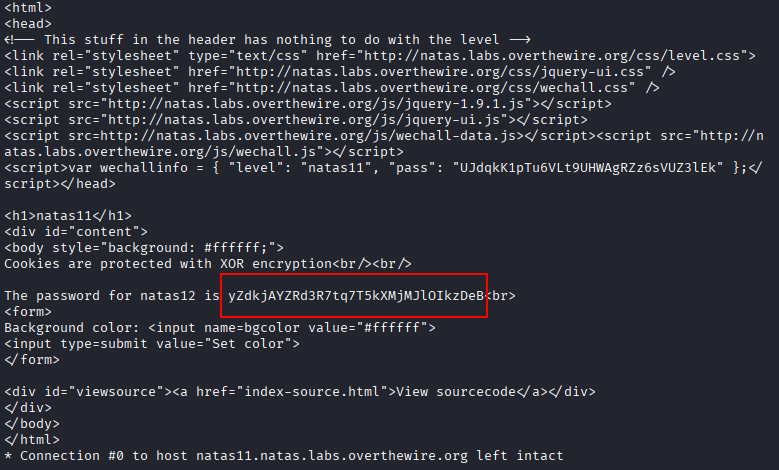 <html>
<head>
<!-- This stuff in the header has nothing to do with the level -->
<link rel="stylesheet" type="text/css" href="http://natas.labs.overthewire.org/css/level.css">
<link rel="stylesheet" href="http://natas.labs.overthewire.org/css/jquery-ui.css" />
<link rel="stylesheet" href="http://natas.labs.overthewire.org/css/wechall.css" />
<script src="http://natas.labs.overthewire.org/js/jquery-1.9.1.js"></script>
<script src="http://natas.labs.overthewire.org/js/jquery-ui.js"></script>
<script src=http://natas.labs.overthewire.org/js/wechall-data.js></script><script src="http://n
atas.labs.overthewire.org/js/wechall.js"></script>
<script>var wechallinfo = { "level": "natas11", "pass": "UJdqkK1pTu6VLt9UHWAgRZz6sVUZ3lEk" };</
script></head>
<h1>natas11</h1>
<div id="content">
<body style="background: #ffffff;">
Cookies are protected with XOR encryption<br/><br/>
The password for natas12 is yZdkjAYZRd3R7tq7T5kXMjMJlOIkzDeB<br>
<form>
Background color: <input name=bgcolor value="#ffffff">
<input type=submit value="Set color">
</form>
<div id="viewsource"><a href="index-source.html">View sourcecode</a></div>
</div>
</body>
</html>
* Connection #0 to host natas11.natas.labs.overthewire.org left intact